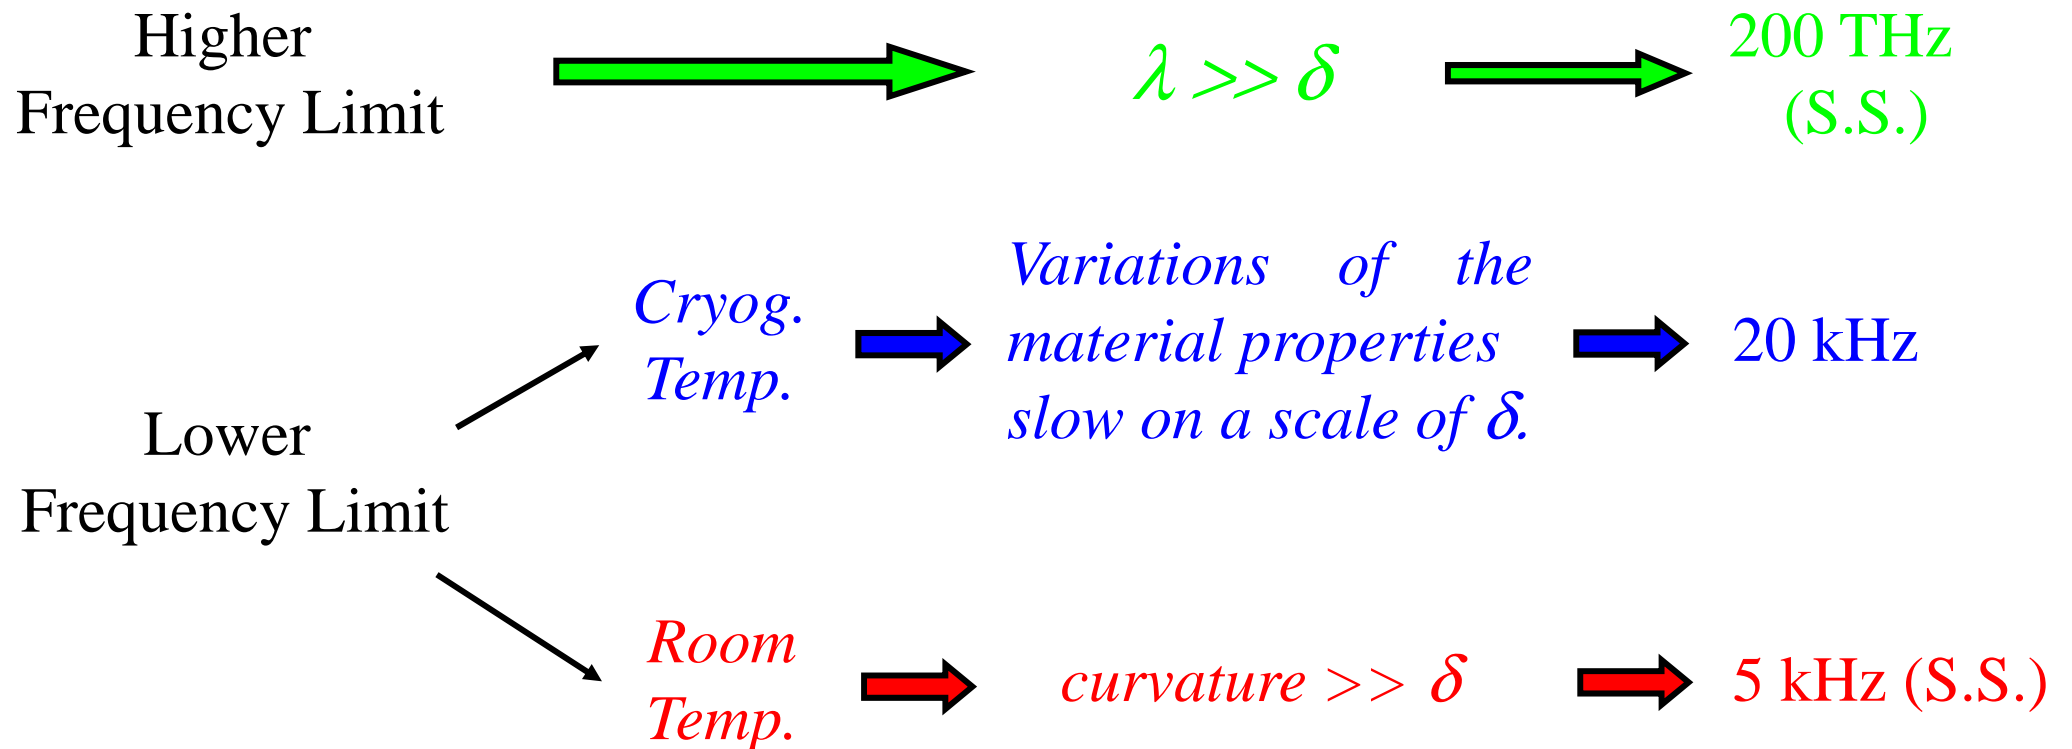 Higher
Frequency Limit
λ >> δ
200 THz
(S.S.)
Lower
Frequency Limit
Cryog.
Temp.
Variations of the
material properties
slow on a scale of δ.
20 kHz
Room
Temp.
curvature >> δ
5 kHz (S.S.)